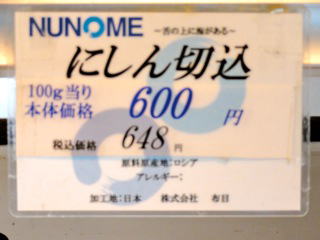 NUNOME
～舌の上に海がある～
にしん切込
100g当り
本体価格 600 円
税込価格 648 円
原料原産地：ロシア
アレルギー：
加工地：日本 株式会社 布目